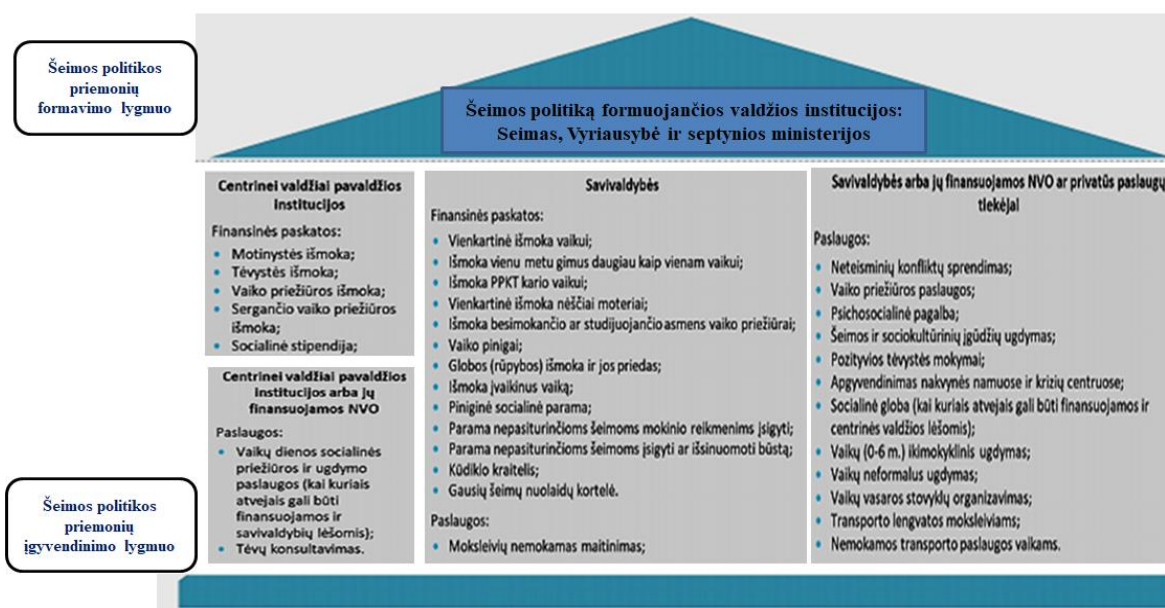 Šeimos politikos
priemonių
formavimo lygmuo
Šeimos politiką formuojančios valdžios institucijos:
Seimas, Vyriausybė ir septynios ministerijos
Centrinei valdžiai pavaldžios
institucijos
Finansinės paskatos:
• Motinystės išmoka;
• Tėvystės išmoka;
• Vaiko priežiūros išmoka;
• Sergančio vaiko priežiūros
išmoka;
• Socialinė stipendija;
Centrinei valdžiai pavaldžios
institucijos arba jų
finansuojamos NVO
Paslaugos:
• Vaikų dienos socialinės
priežiūros ir ugdymo
paslaugos (kai kuriais
atvejais gali būti
finansuojamos ir
savivaldybių lėšomis);
• Tėvų konsultavimas.
Savivaldybės
Finansinės paskatos:
• Vienkartinė išmoka vaikui;
• Išmoka vienu metu gimus daugiau kaip vienam vaikui;
• Išmoka PPKT kario vaikui;
• Vienkartinė išmoka nėščiai moteriai;
• Išmoka besimokančio ar studijuojančio asmens vaiko priežiūrai;
• Vaiko pinigai;
• Globos (rūpybos) išmoka ir jos priedas;
• Išmoka įvaikinus vaiką;
• Piniginė socialinė parama;
• Parama nepasiturinčioms šeimoms mokinio reikmenims įsigyti;
• Parama nepasiturinčioms šeimoms įsigyti ar išsinuomoti būstą;
• Kūdikio kraitelis;
• Gausių šeimų nuolaidų kortelė.
Paslaugos:
• Moksleivių nemokamas maitinimas;
Savivaldybės arba jų finansuojamos NVO ar privatūs paslaugų
tiekėjai
Paslaugos:
• Neteisminių konfliktų sprendimas;
• Vaiko priežiūros paslaugos;
• Psichosocialinė pagalba;
• Šeimos ir sociokultūrinių įgūdžių ugdymas;
• Pozityvios tėvystės mokymai;
• Apgyvendinimas nakvynės namuose ir krizių centruose;
• Socialinė globa (kai kuriais atvejais gali būti finansuojamos ir
centrinės valdžios lėšomis);
• Vaikų (0-6 m.) ikimokyklinis ugdymas;
• Vaikų neformalus ugdymas;
• Vaikų vasaros stovyklų organizavimas;
• Transporto lengvatos moksleiviams;
• Nemokamos transporto paslaugos vaikams.
Šeimos politikos
priemonių
įgyvendinimo lygmuo